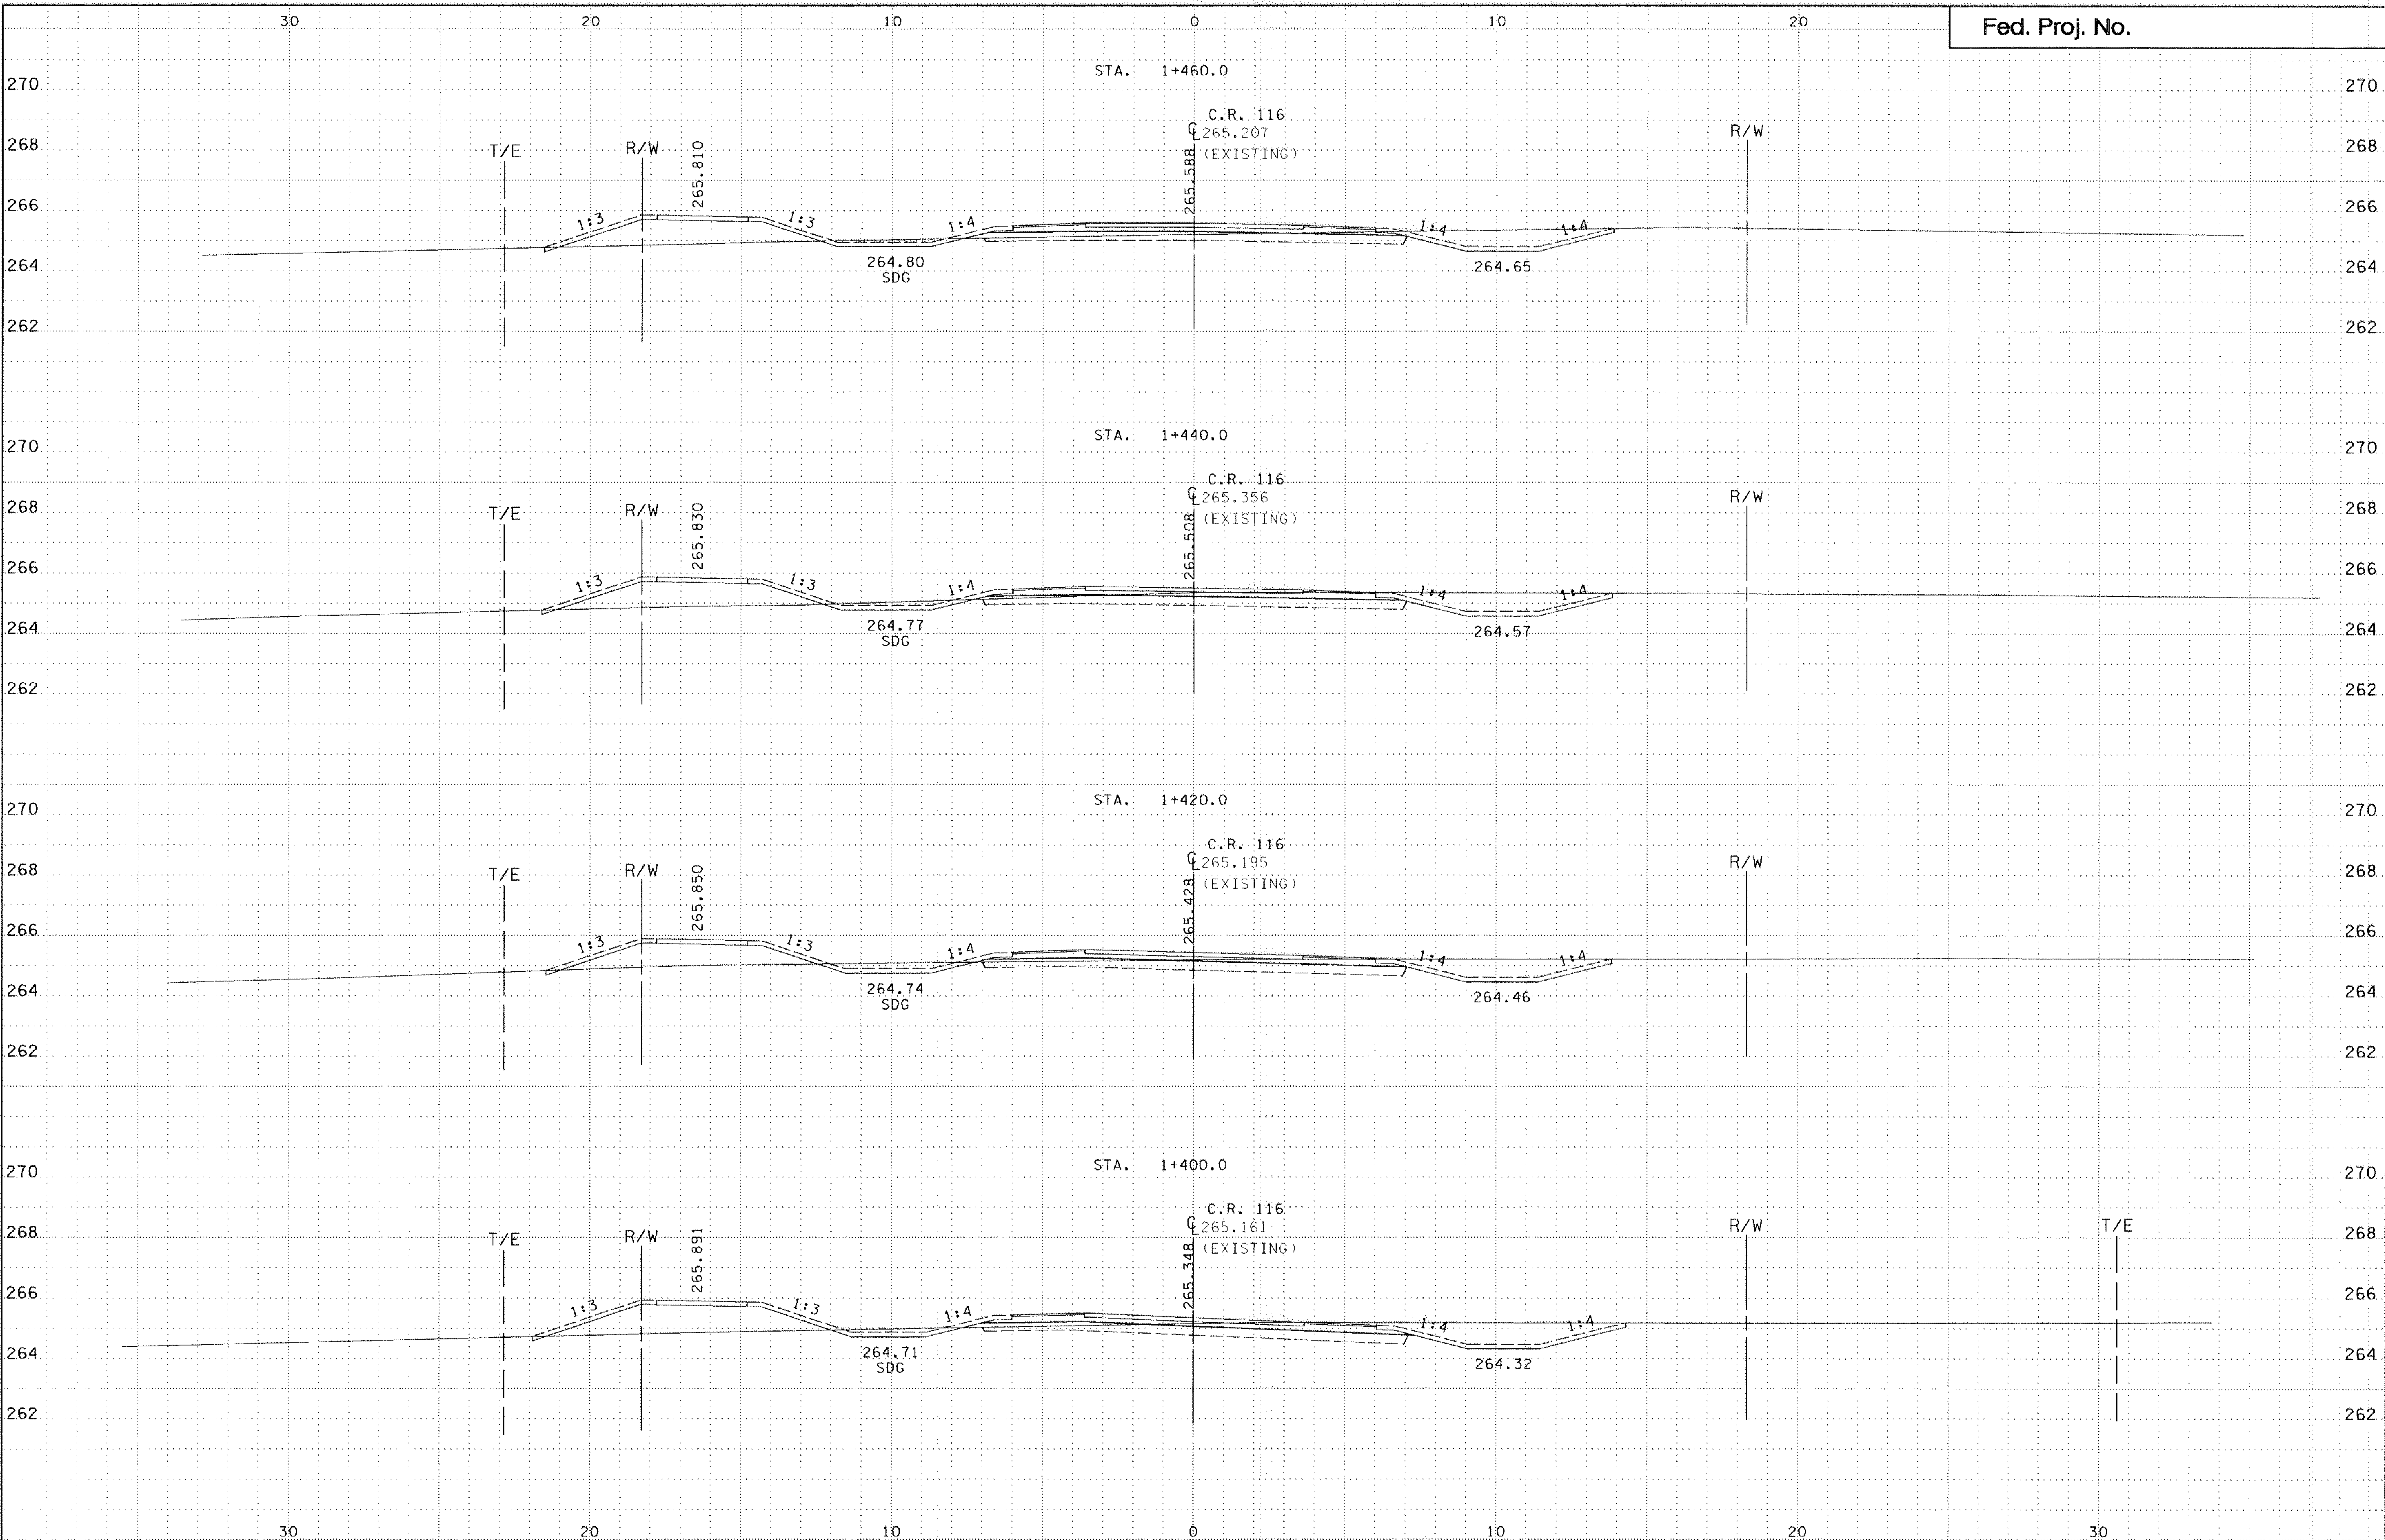 30 20 10 0 10 20
Fed. Proj. No.
STA. 1+460.0
270 270
C.R. 116
℄ 265.207
(EXISTING)
265.588
268 T/E R/W 265.810 R/W 268
266 1:3 1:3 1:4 1:4 1:4 266
264 264.80 264.65 264
SDG
262 262
STA. 1+440.0
270 270
C.R. 116
℄ 265.356
(EXISTING)
265.508
268 T/E R/W 265.830 R/W 268
266 1:3 1:3 1:4 1:4 1:4 266
264 264.77 264.57 264
SDG
262 262
STA. 1+420.0
270 270
C.R. 116
℄ 265.195
(EXISTING)
265.428
268 T/E R/W 265.850 R/W 268
266 1:3 1:3 1:4 1:4 1:4 266
264 264.74 264.46 264
SDG
262 262
STA. 1+400.0
270 270
C.R. 116
℄ 265.161
(EXISTING)
265.348
268 T/E R/W 265.891 R/W T/E 268
266 1:3 1:3 1:4 1:4 1:4 266
264 264.71 264.32 264
SDG
262 262
30 20 10 0 10 20 30